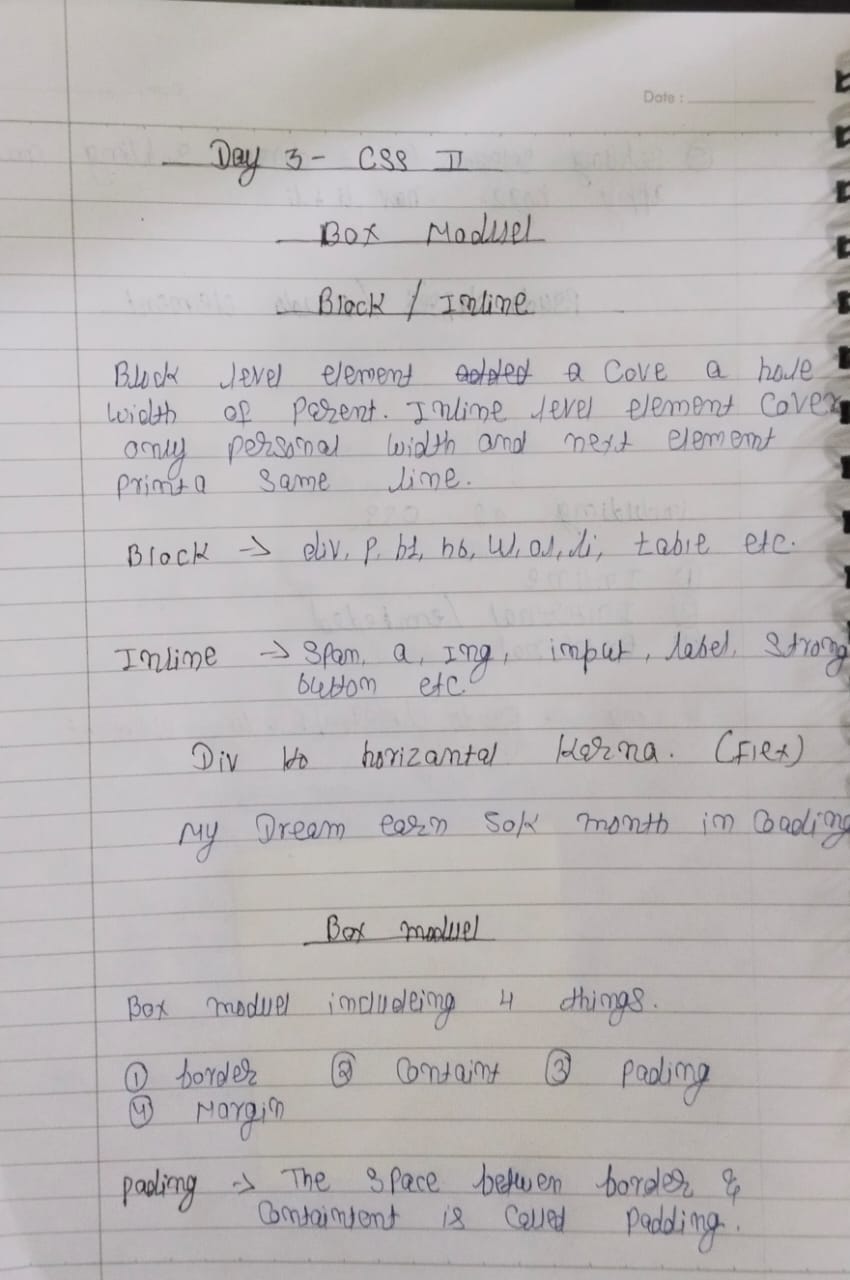 Date :
Day 3 - CSS II
Box Moduel
Block / Inline
Block level element added a Cove a hole
width of Parent. Inline level element Cover
only personal width and next element
print a same line.
Block → div, p, h1, h6, ul, ol, li, table etc.
Inline → Span, a, Img, input, label, Strong
button etc.
Div ko horizantal karna. (Flex)
My Dream earn 50K month in Coading
Box moduel
Box moduel includeing 4 things.
① border ② Containt ③ Pading
④ Margin
pading → The space betwen border &
Containtent is Called Padding.